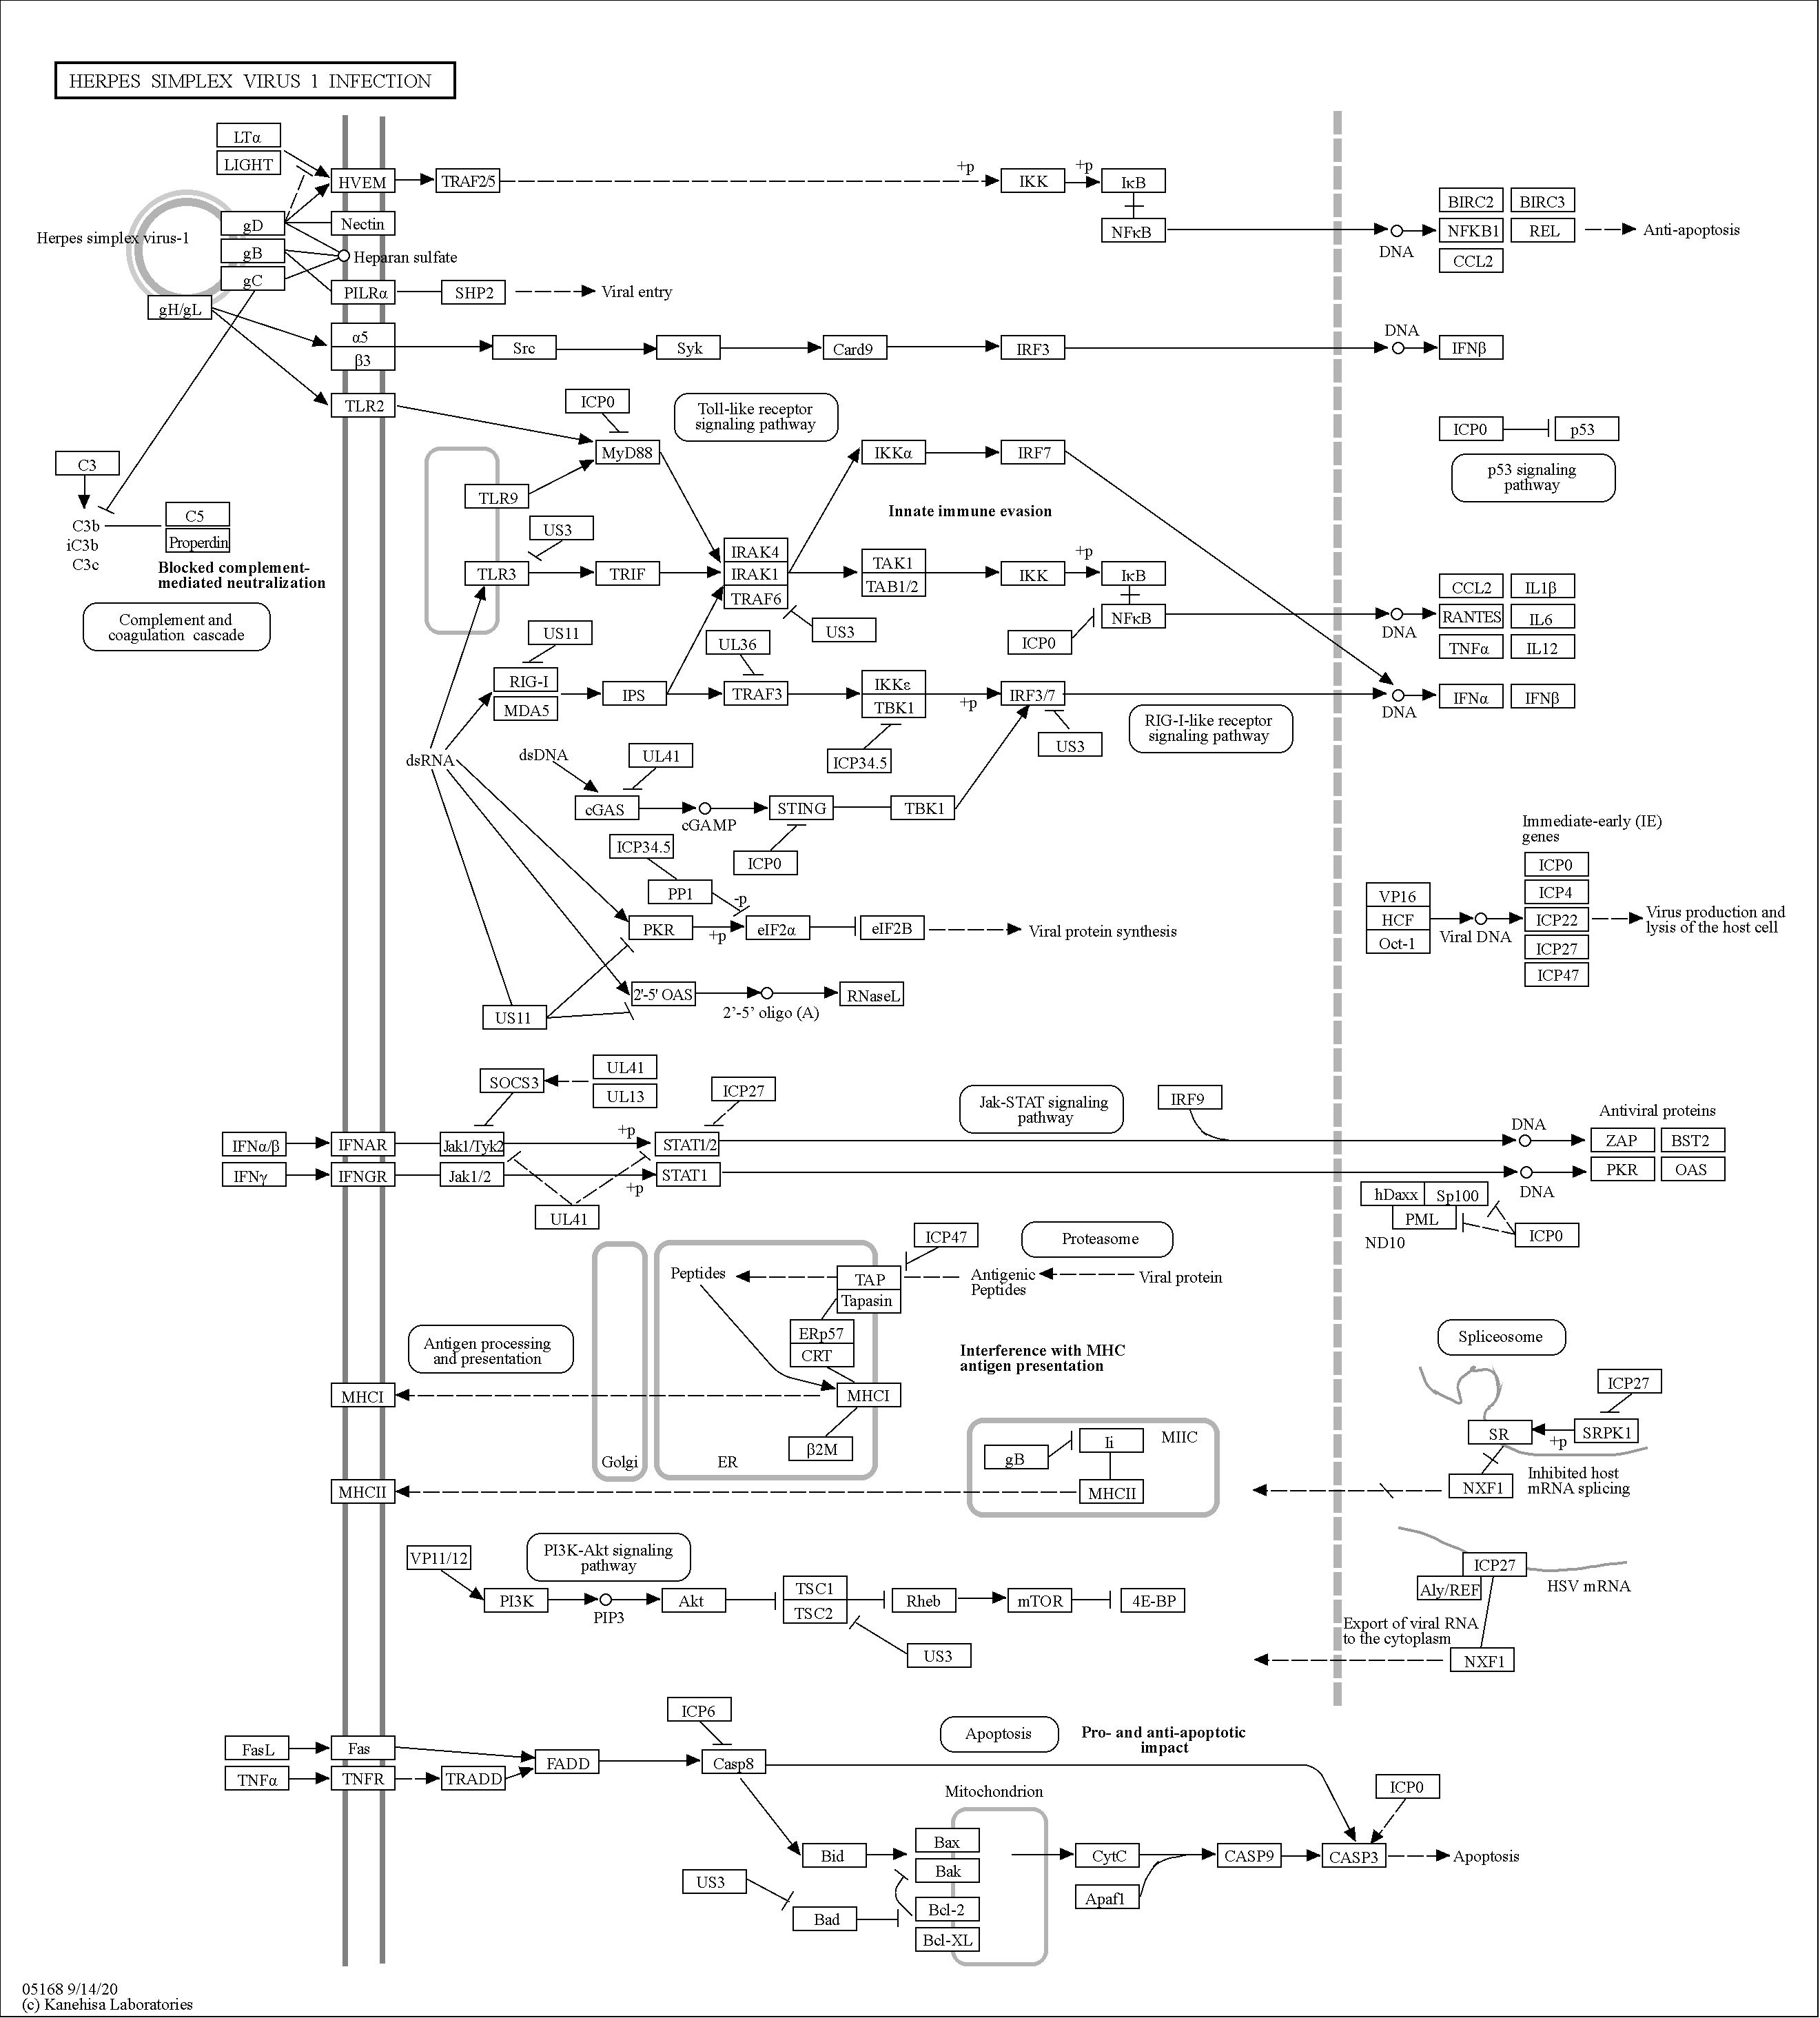 HERPES SIMPLEX VIRUS 1 INFECTION
LTα
LIGHT
HVEM
TRAF2/5
+p
IKK
+p
IκB
NFκB
DNA
BIRC2
BIRC3
NFKB1
REL
CCL2
Anti-apoptosis
Herpes simplex virus-1
gD
gB
gC
gH/gL
Nectin
Heparan sulfate
PILRα
SHP2
Viral entry
α5
β3
Src
Syk
Card9
IRF3
DNA
IFNβ
TLR2
ICP0
MyD88
Toll-like receptor
signaling pathway
IKKα
IRF7
ICP0
p53
p53 signaling
pathway
C3
C3b
iC3b
C3c
C5
Properdin
Blocked complement-
mediated neutralization
Complement and
coagulation cascade
TLR9
US3
TLR3
TRIF
Innate immune evasion
IRAK4
IRAK1
TRAF6
TAK1
TAB1/2
IKK
+p
IκB
NFκB
US3
ICP0
DNA
CCL2
IL1β
RANTES
IL6
TNFα
IL12
US11
UL36
RIG-I
MDA5
IPS
TRAF3
IKKε
TBK1
+p
IRF3/7
DNA
IFNα
IFNβ
RIG-I-like receptor
signaling pathway
US3
ICP34.5
dsRNA
dsDNA
UL41
cGAS
cGAMP
STING
TBK1
ICP0
ICP34.5
PP1
-p
PKR
+p
eIF2α
eIF2B
Viral protein synthesis
Immediate-early (IE)
genes
ICP0
ICP4
ICP22
ICP27
ICP47
VP16
HCF
Oct-1
Viral DNA
Virus production and
lysis of the host cell
US11
2'-5' OAS
2’-5’ oligo (A)
RNaseL
SOCS3
UL41
UL13
ICP27
Jak-STAT signaling
pathway
IRF9
IFNα/β
IFNAR
Jak1/Tyk2
+p
STAT1/2
DNA
Antiviral proteins
ZAP
BST2
IFNγ
IFNGR
Jak1/2
+p
STAT1
DNA
PKR
OAS
UL41
hDaxx
Sp100
PML
ND10
ICP0
ICP47
Proteasome
Peptides
TAP
Tapasin
Antigenic
Peptides
Viral protein
ERp57
CRT
Antigen processing
and presentation
Interference with MHC
antigen presentation
MHCI
MHCI
β2M
Golgi
ER
gB
Ii
MIIC
MHCII
MHCII
Spliceosome
ICP27
SR
+p
SRPK1
NXF1
Inhibited host
mRNA splicing
VP11/12
PI3K-Akt signaling
pathway
PI3K
PIP3
Akt
TSC1
TSC2
Rheb
mTOR
4E-BP
US3
ICP27
Aly/REF
HSV mRNA
Export of viral RNA
to the cytoplasm
NXF1
ICP6
FasL
Fas
FADD
Casp8
Apoptosis
Pro- and anti-apoptotic
impact
TNFα
TNFR
TRADD
Mitochondrion
ICP0
Bid
Bax
Bak
CytC
CASP9
CASP3
Apoptosis
US3
Bad
Bcl-2
Bcl-XL
Apaf1
05168 9/14/20
(c) Kanehisa Laboratories